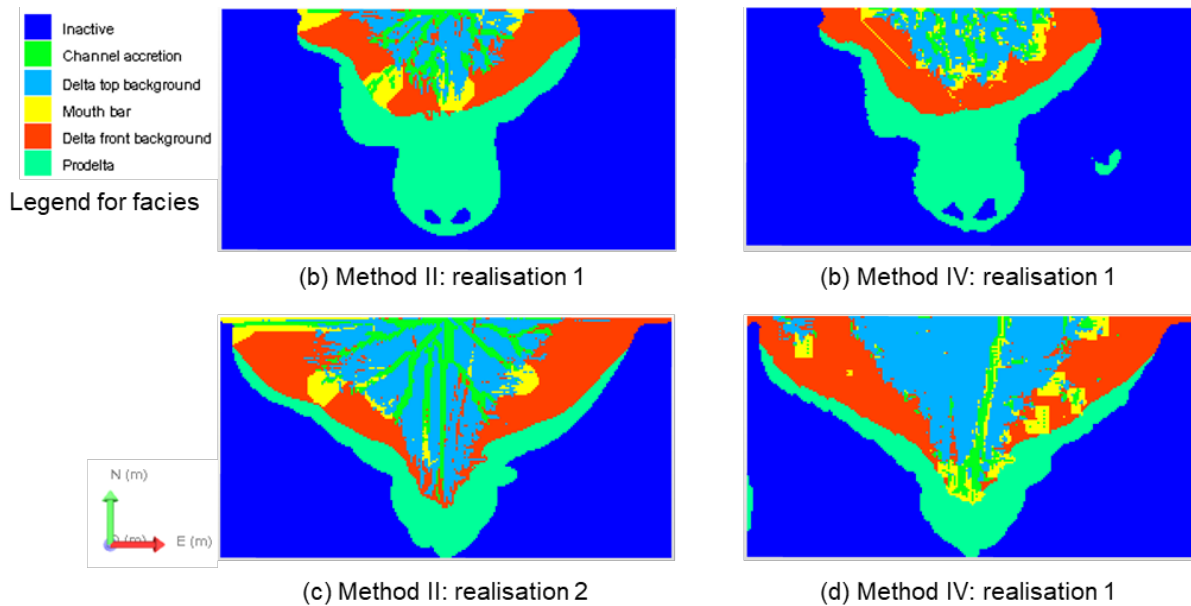 Inactive
Channel accretion
Delta top background
Mouth bar
Delta front background
Prodelta
Legend for facies
(b) Method II: realisation 1
(b) Method IV: realisation 1
N (m)
E (m)
(c) Method II: realisation 2
(d) Method IV: realisation 1